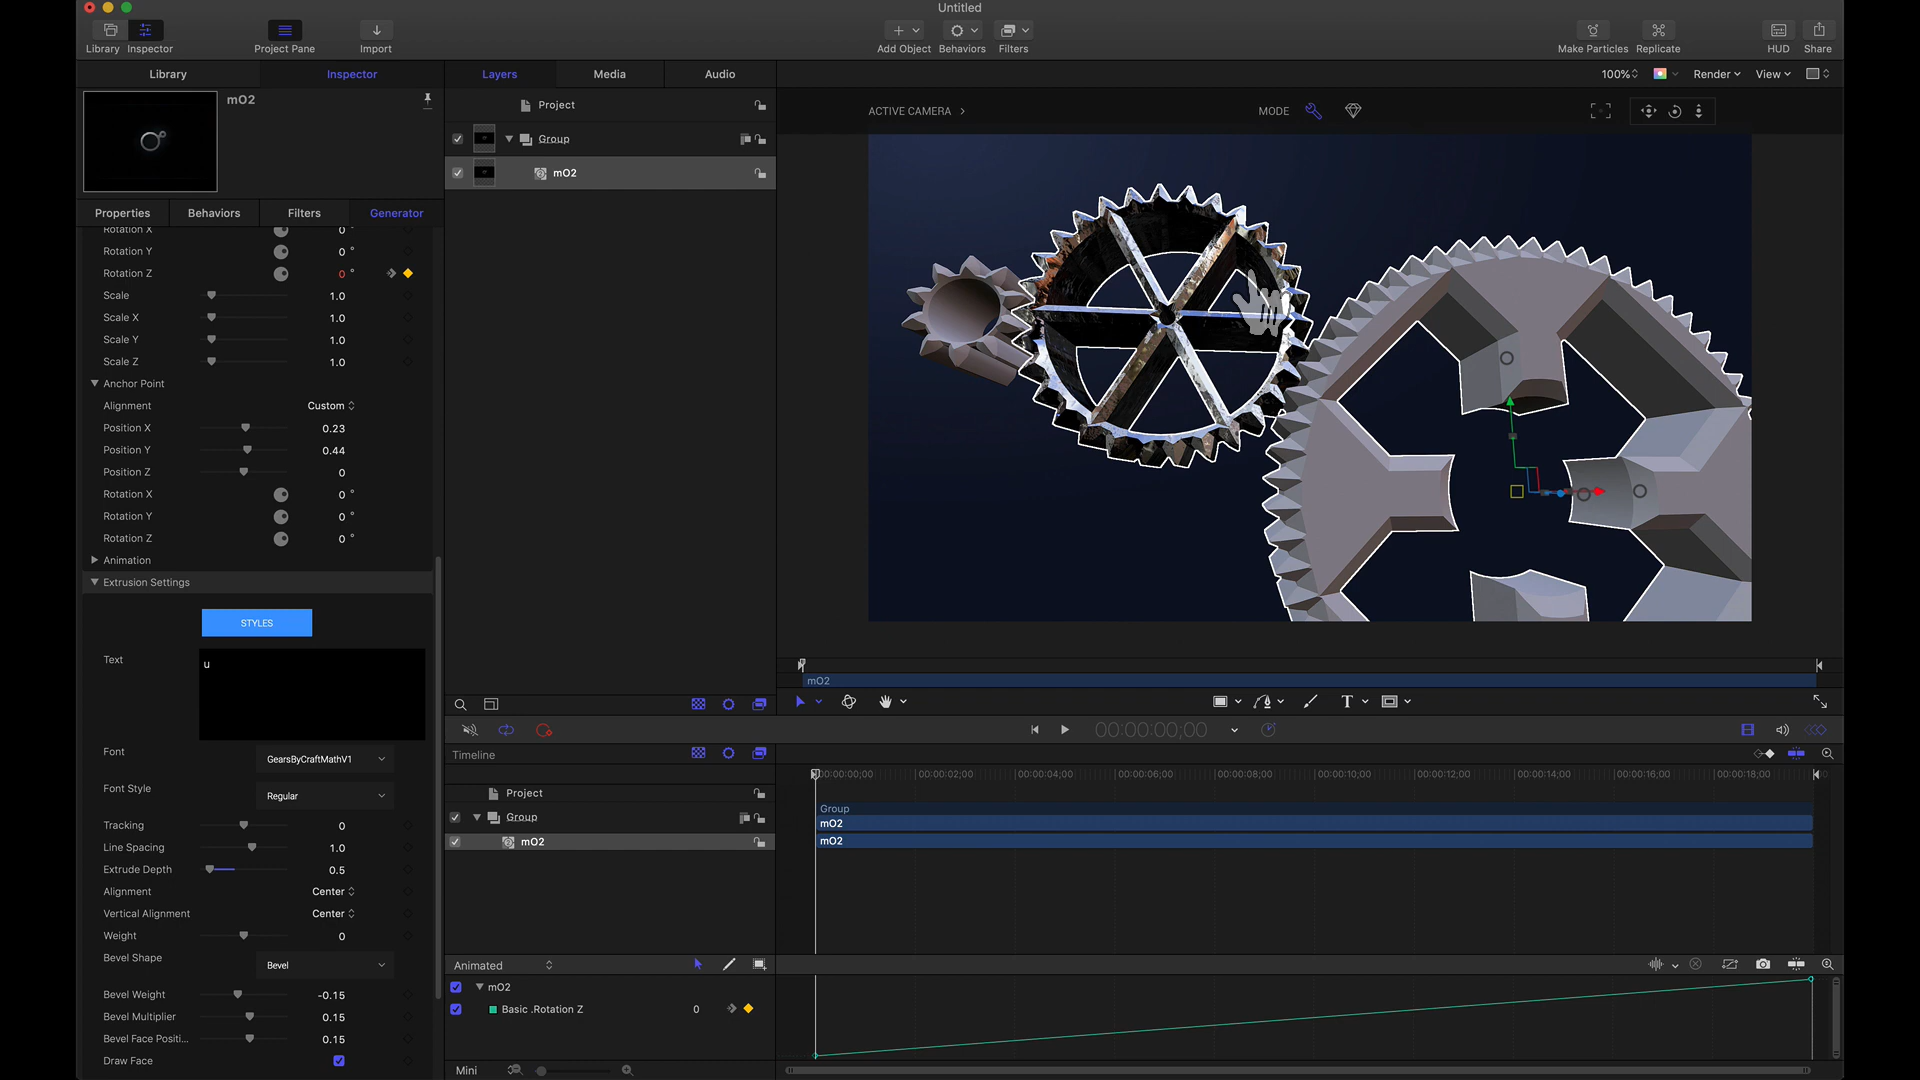 Untitled
Library
Inspector
Project Pane
Import
Add Object
Behaviors
Filters
Make Particles
Replicate
HUD
Share
Library
Inspector
Layers
Media
Audio
100%
Render
View
mO2
Project
Group
mO2
ACTIVE CAMERA
MODE
Properties
Behaviors
Filters
Generator
Rotation X 0 °
Rotation Y 0 °
Rotation Z 0 °
Scale 1.0
Scale X 1.0
Scale Y 1.0
Scale Z 1.0
Anchor Point
Alignment Custom
Position X 0.23
Position Y 0.44
Position Z 0
Rotation X 0 °
Rotation Y 0 °
Rotation Z 0 °
Animation
Extrusion Settings
STYLES
Text u
Font GearsByCraftMathV1
Font Style Regular
Tracking 0
Line Spacing 1.0
Extrude Depth 0.5
Alignment Center
Vertical Alignment Center
Weight 0
Bevel Shape Bevel
Bevel Weight -0.15
Bevel Multiplier 0.15
Bevel Face Positi... 0.15
Draw Face
mO2
T
00:00:00;00
Timeline
00:00:00;00 00:00:02;00 00:00:04;00 00:00:06;00 00:00:08;00 00:00:10;00 00:00:12;00 00:00:14;00 00:00:16;00 00:00:18;00
Project
Group
mO2
Group
mO2
mO2
Animated
mO2
Basic .Rotation Z 0
Mini